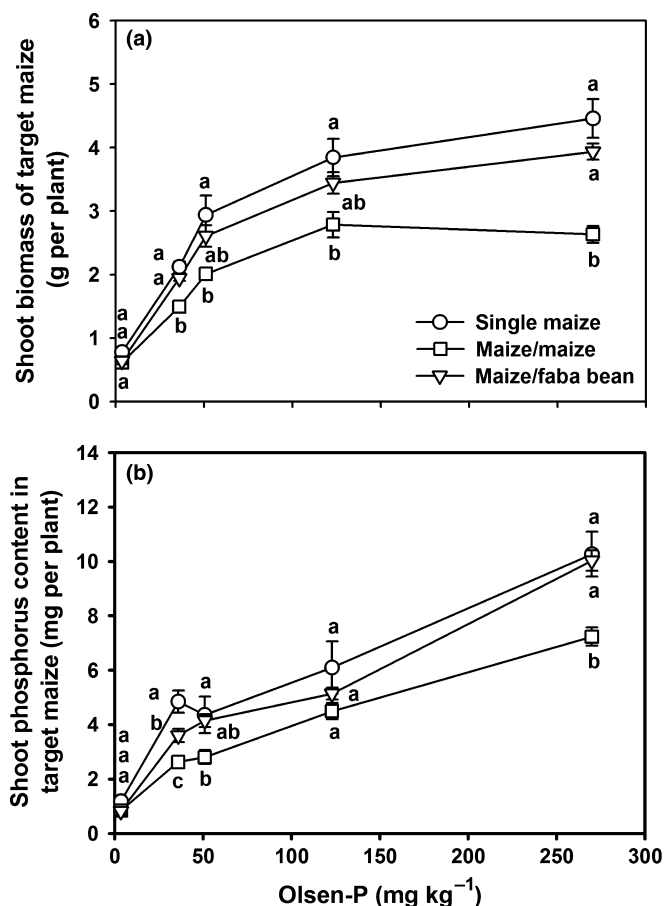 (a)
Shoot biomass of target maize
(g per plant)
6
5
4
3
2
1
0
a
a
a
a
a
b
a
ab
b
a
ab
b
a
a
b
Single maize
Maize/maize
Maize/faba bean
(b)
Shoot phosphorus content in
target maize (mg per plant)
14
12
10
8
6
4
2
0
a
a
a
a
b
c
a
ab
b
a
a
a
a
a
b
0 50 100 150 200 250 300
Olsen-P (mg kg⁻¹)